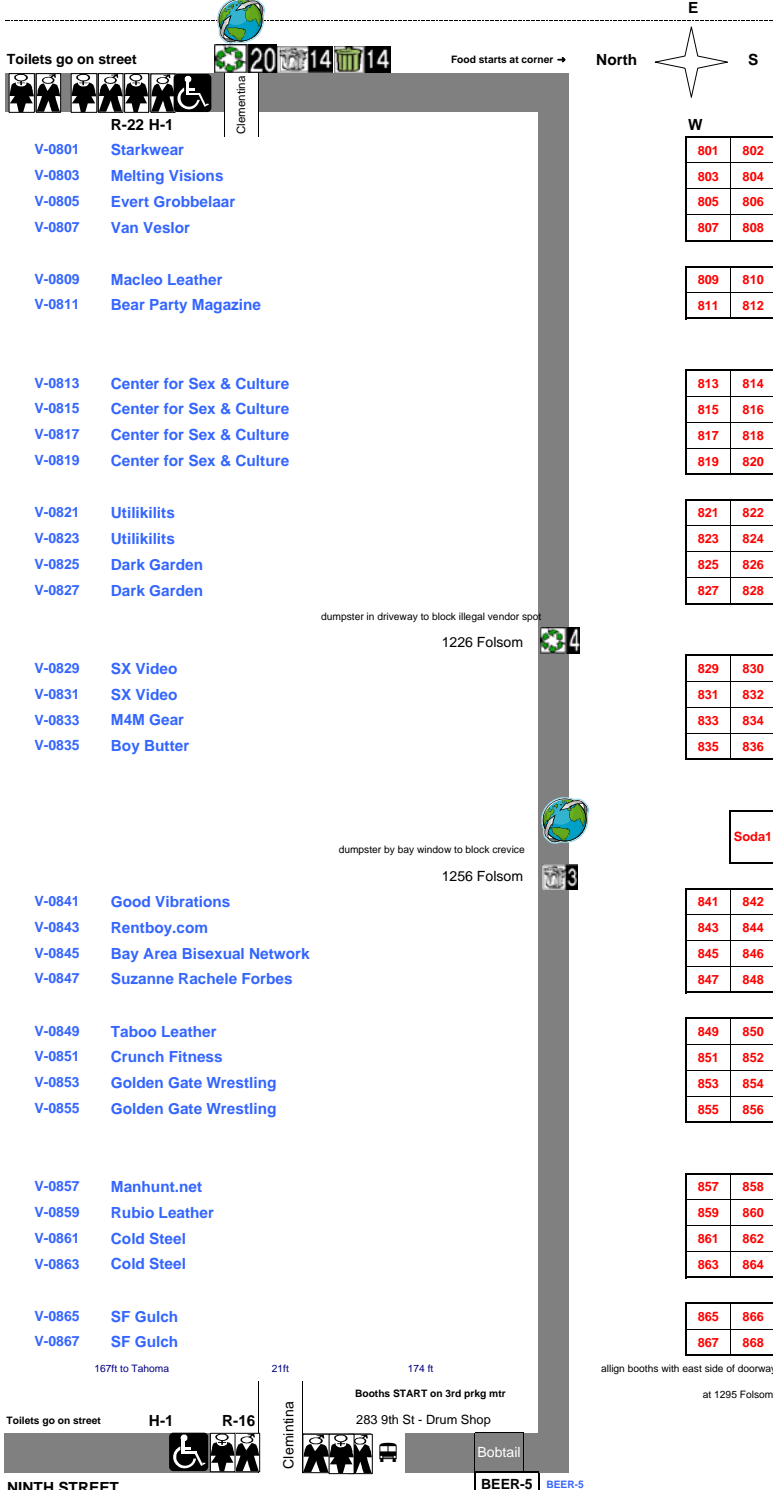 E
Toilets go on street 20 14 14 Food starts at corner ➔ North S
Clementina
R-22 H-1 W
V-0801 Starkwear 801 802
V-0803 Melting Visions 803 804
V-0805 Evert Grobbelaar 805 806
V-0807 Van Veslor 807 808
V-0809 Macleo Leather 809 810
V-0811 Bear Party Magazine 811 812
V-0813 Center for Sex & Culture 813 814
V-0815 Center for Sex & Culture 815 816
V-0817 Center for Sex & Culture 817 818
V-0819 Center for Sex & Culture 819 820
V-0821 Utilikilits 821 822
V-0823 Utilikilits 823 824
V-0825 Dark Garden 825 826
V-0827 Dark Garden 827 828
dumpster in driveway to block illegal vendor spot
1226 Folsom 4
V-0829 SX Video 829 830
V-0831 SX Video 831 832
V-0833 M4M Gear 833 834
V-0835 Boy Butter 835 836
Soda1
dumpster by bay window to block crevice
1256 Folsom 3
V-0841 Good Vibrations 841 842
V-0843 Rentboy.com 843 844
V-0845 Bay Area Bisexual Network 845 846
V-0847 Suzanne Rachele Forbes 847 848
V-0849 Taboo Leather 849 850
V-0851 Crunch Fitness 851 852
V-0853 Golden Gate Wrestling 853 854
V-0855 Golden Gate Wrestling 855 856
V-0857 Manhunt.net 857 858
V-0859 Rubio Leather 859 860
V-0861 Cold Steel 861 862
V-0863 Cold Steel 863 864
V-0865 SF Gulch 865 866
V-0867 SF Gulch 867 868
167ft to Tahoma 21ft 174 ft allign booths with east side of doorway
Booths START on 3rd prkg mtr at 1295 Folsom
Toilets go on street H-1 R-16 Clemintina 283 9th St - Drum Shop
Bobtail
NINTH STREET BEER-5 BEER-5